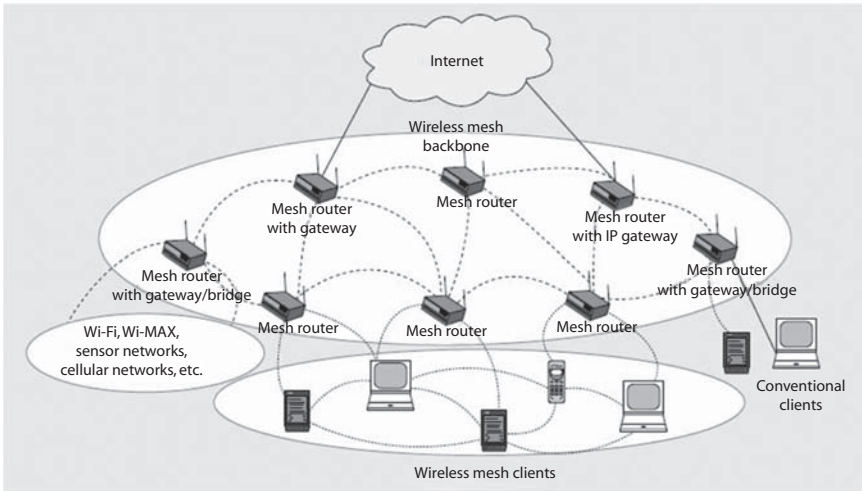 Internet
Wireless mesh
backbone
Mesh router
with gateway
Mesh router
Mesh router
with IP gateway
Mesh router
with gateway/bridge
Mesh router
with gateway/bridge
Mesh router
Mesh router
Mesh router
Wi-Fi, Wi-MAX,
sensor networks,
cellular networks, etc.
Conventional
clients
Wireless mesh clients